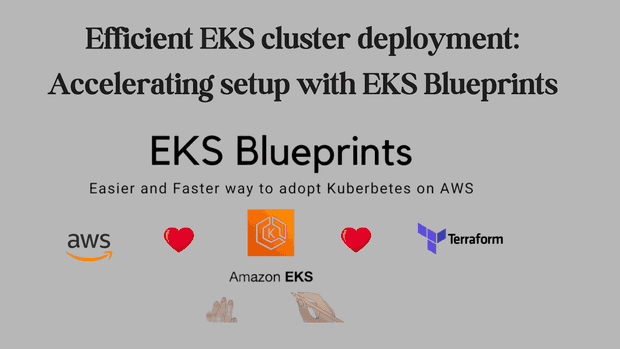 Efficient EKS cluster deployment:
Accelerating setup with EKS Blueprints
EKS Blueprints
Easier and Faster way to adopt Kuberbetes on AWS
aws
K
Terraform
Amazon EKS